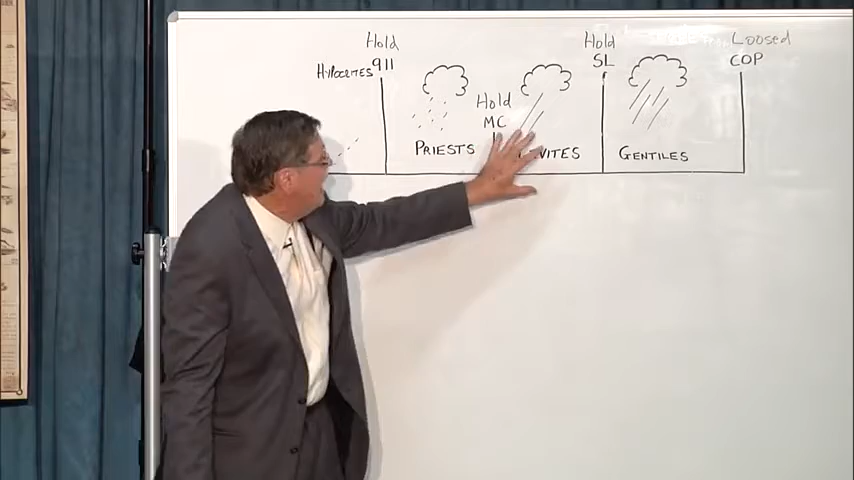 Hold Hold Loosed
911 SL COP
HYPOCRITES
Hold
MC
PRIESTS VITES GENTILES